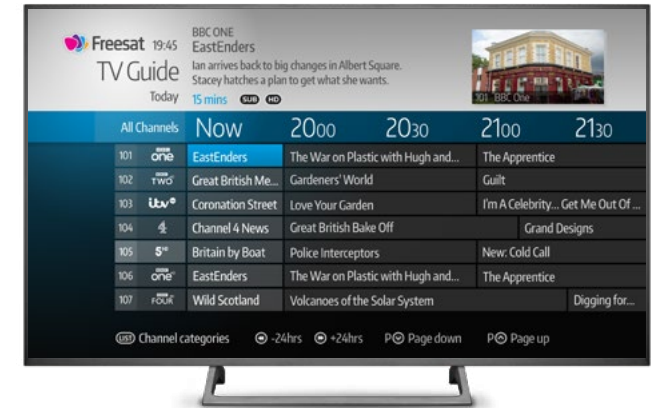 Freesat 19:45
TV Guide
Today
BBC ONE
EastEnders
Ian arrives back to big changes in Albert Square.
Stacey hatches a plan to get what she wants.
15 mins SUB HD
101 BBC One
All Channels Now 2000 2030 2100 2130
101 one EastEnders The War on Plastic with Hugh and... The Apprentice
102 TWO Great British Me... Gardeners' World Guilt
103 itv Coronation Street Love Your Garden I'm A Celebrity... Get Me Out Of ...
104 4 Channel 4 News Great British Bake Off Grand Designs
105 5 Britain by Boat Police Interceptors New: Cold Call
106 one EastEnders The War on Plastic with Hugh and... The Apprentice
107 FOUR Wild Scotland Volcanoes of the Solar System Digging for...
LIST Channel categories -24hrs +24hrs P Page down P Page up